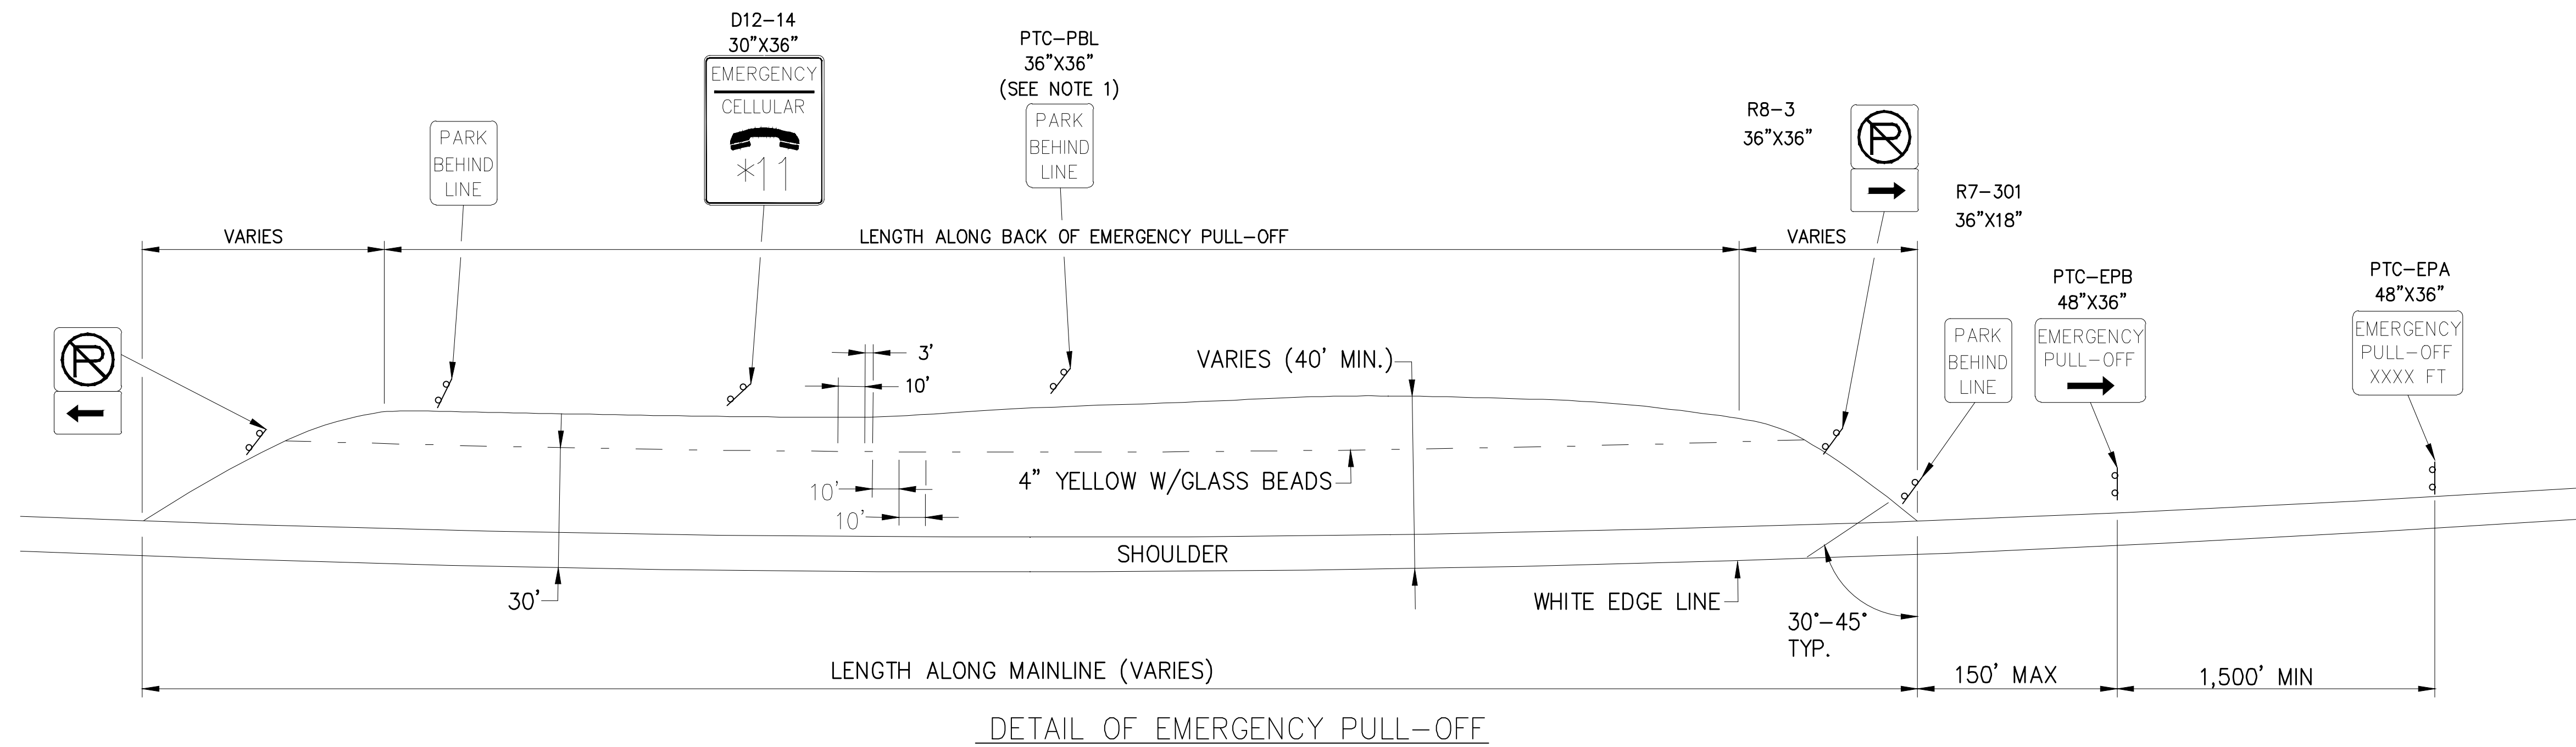 D12-14
30"X36"
EMERGENCY
CELLULAR
*11
PTC-PBL
36"X36"
(SEE NOTE 1)
PARK
BEHIND
LINE
PARK
BEHIND
LINE
R8-3
36"X36"
P
R7-301
36"X18"
VARIES
LENGTH ALONG BACK OF EMERGENCY PULL-OFF
VARIES
PTC-EPB
48"X36"
EMERGENCY
PULL-OFF
PTC-EPA
48"X36"
EMERGENCY
PULL-OFF
XXXX FT
PARK
BEHIND
LINE
P
3'
10'
VARIES (40' MIN.)
4" YELLOW W/GLASS BEADS
10'
10'
SHOULDER
30'
WHITE EDGE LINE
30°-45°
TYP.
LENGTH ALONG MAINLINE (VARIES)
150' MAX
1,500' MIN
DETAIL OF EMERGENCY PULL-OFF